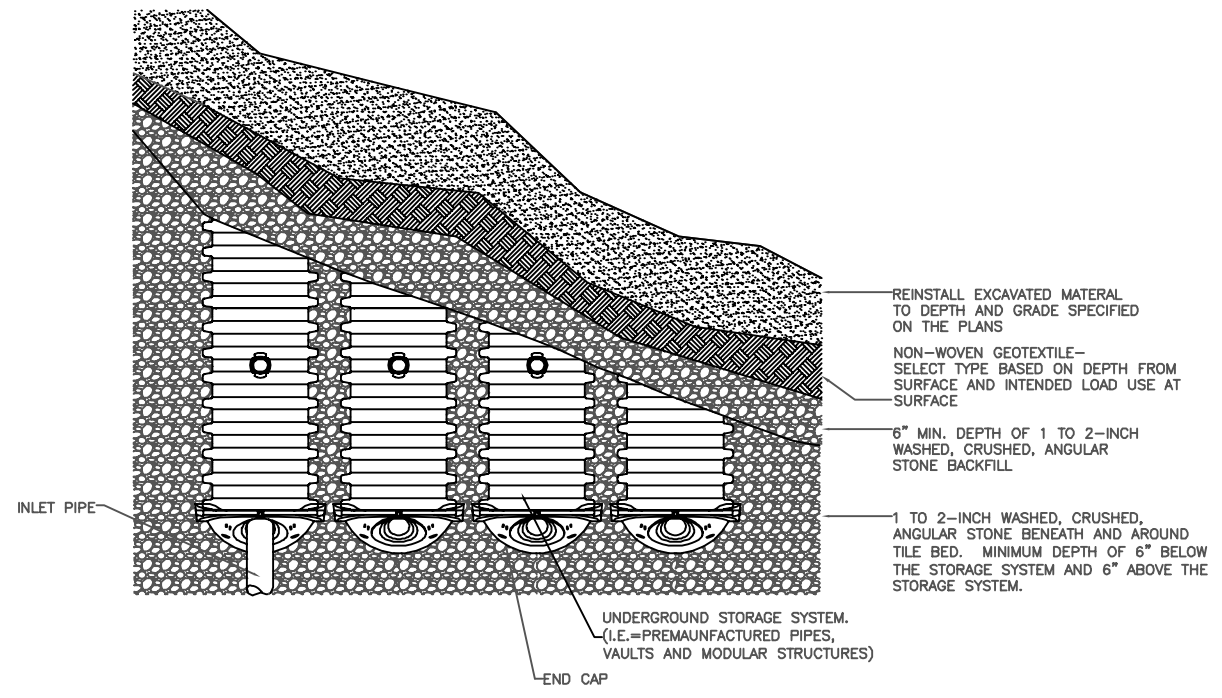 REINSTALL EXCAVATED MATERAL
TO DEPTH AND GRADE SPECIFIED
ON THE PLANS
NON-WOVEN GEOTEXTILE-
SELECT TYPE BASED ON DEPTH FROM
SURFACE AND INTENDED LOAD USE AT
SURFACE
6" MIN. DEPTH OF 1 TO 2-INCH
WASHED, CRUSHED, ANGULAR
STONE BACKFILL
INLET PIPE
1 TO 2-INCH WASHED, CRUSHED,
ANGULAR STONE BENEATH AND AROUND
TILE BED. MINIMUM DEPTH OF 6" BELOW
THE STORAGE SYSTEM AND 6" ABOVE THE
STORAGE SYSTEM.
UNDERGROUND STORAGE SYSTEM.
(I.E.=PREMAUNFACTURED PIPES,
VAULTS AND MODULAR STRUCTURES)
END CAP